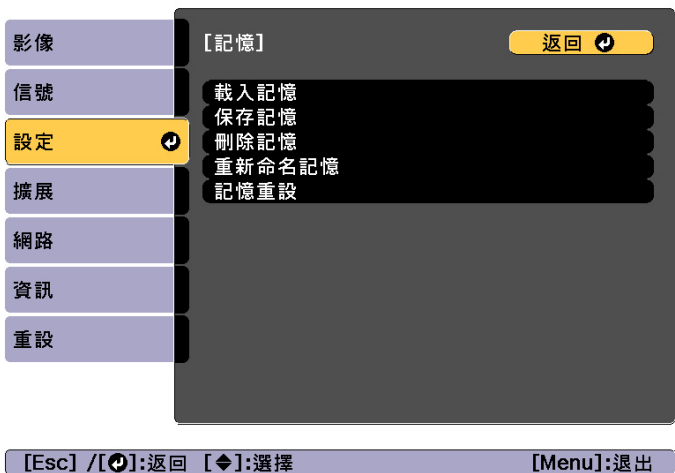 影像
信號
設定
擴展
網路
資訊
重設
[記憶] 返回
載入記憶
保存記憶
刪除記憶
重新命名記憶
記憶重設
[Esc] /[]:返回 []:選擇 [Menu]:退出